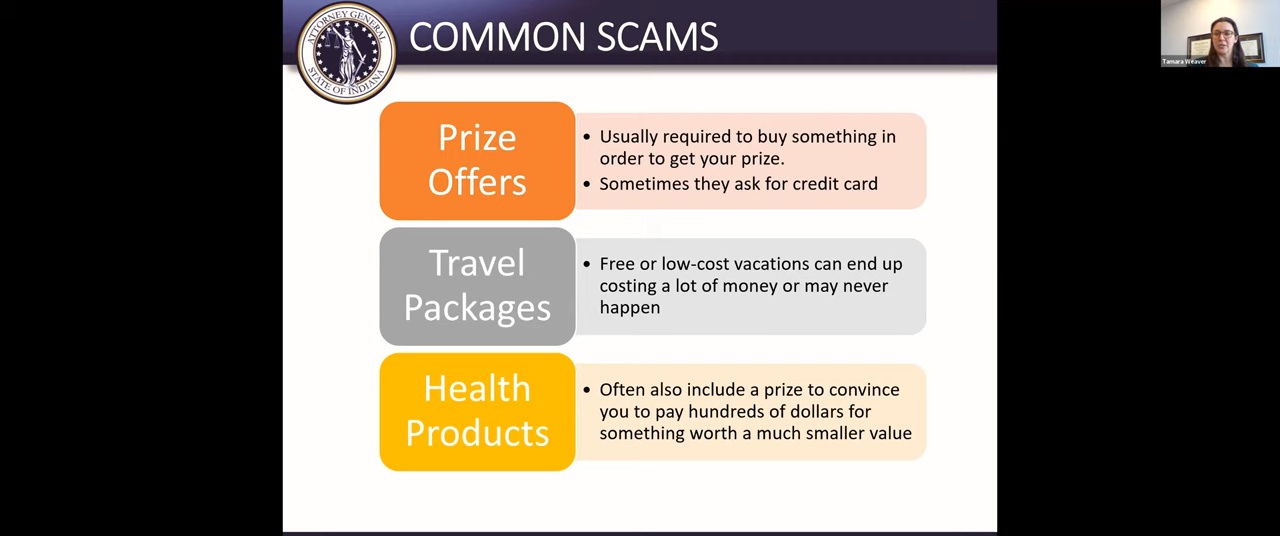 ATTORNEY GENERAL
STATE OF INDIANA
COMMON SCAMS
Tamara Weaver
Prize
Offers
• Usually required to buy something in
order to get your prize.
• Sometimes they ask for credit card
Travel
Packages
• Free or low-cost vacations can end up
costing a lot of money or may never
happen
Health
Products
• Often also include a prize to convince
you to pay hundreds of dollars for
something worth a much smaller value